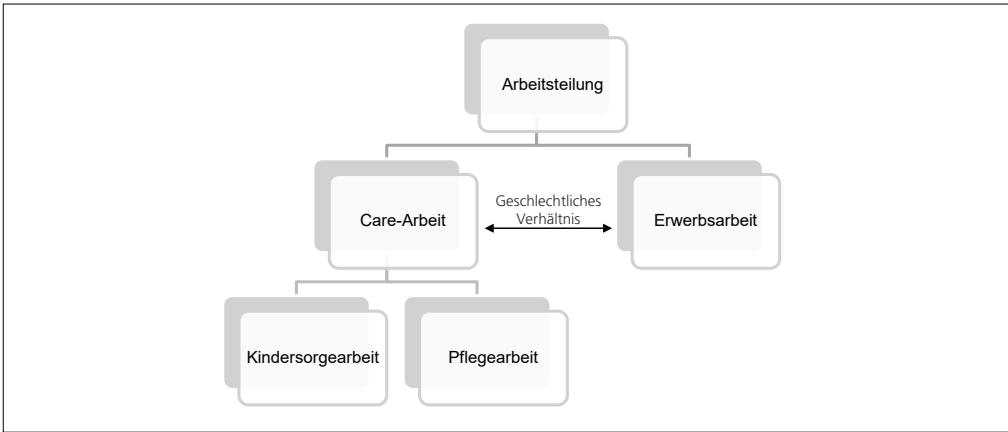 Arbeitsteilung
Care-Arbeit
Geschlechtliches
Verhältnis
Erwerbsarbeit
Kindersorgearbeit
Pflegearbeit